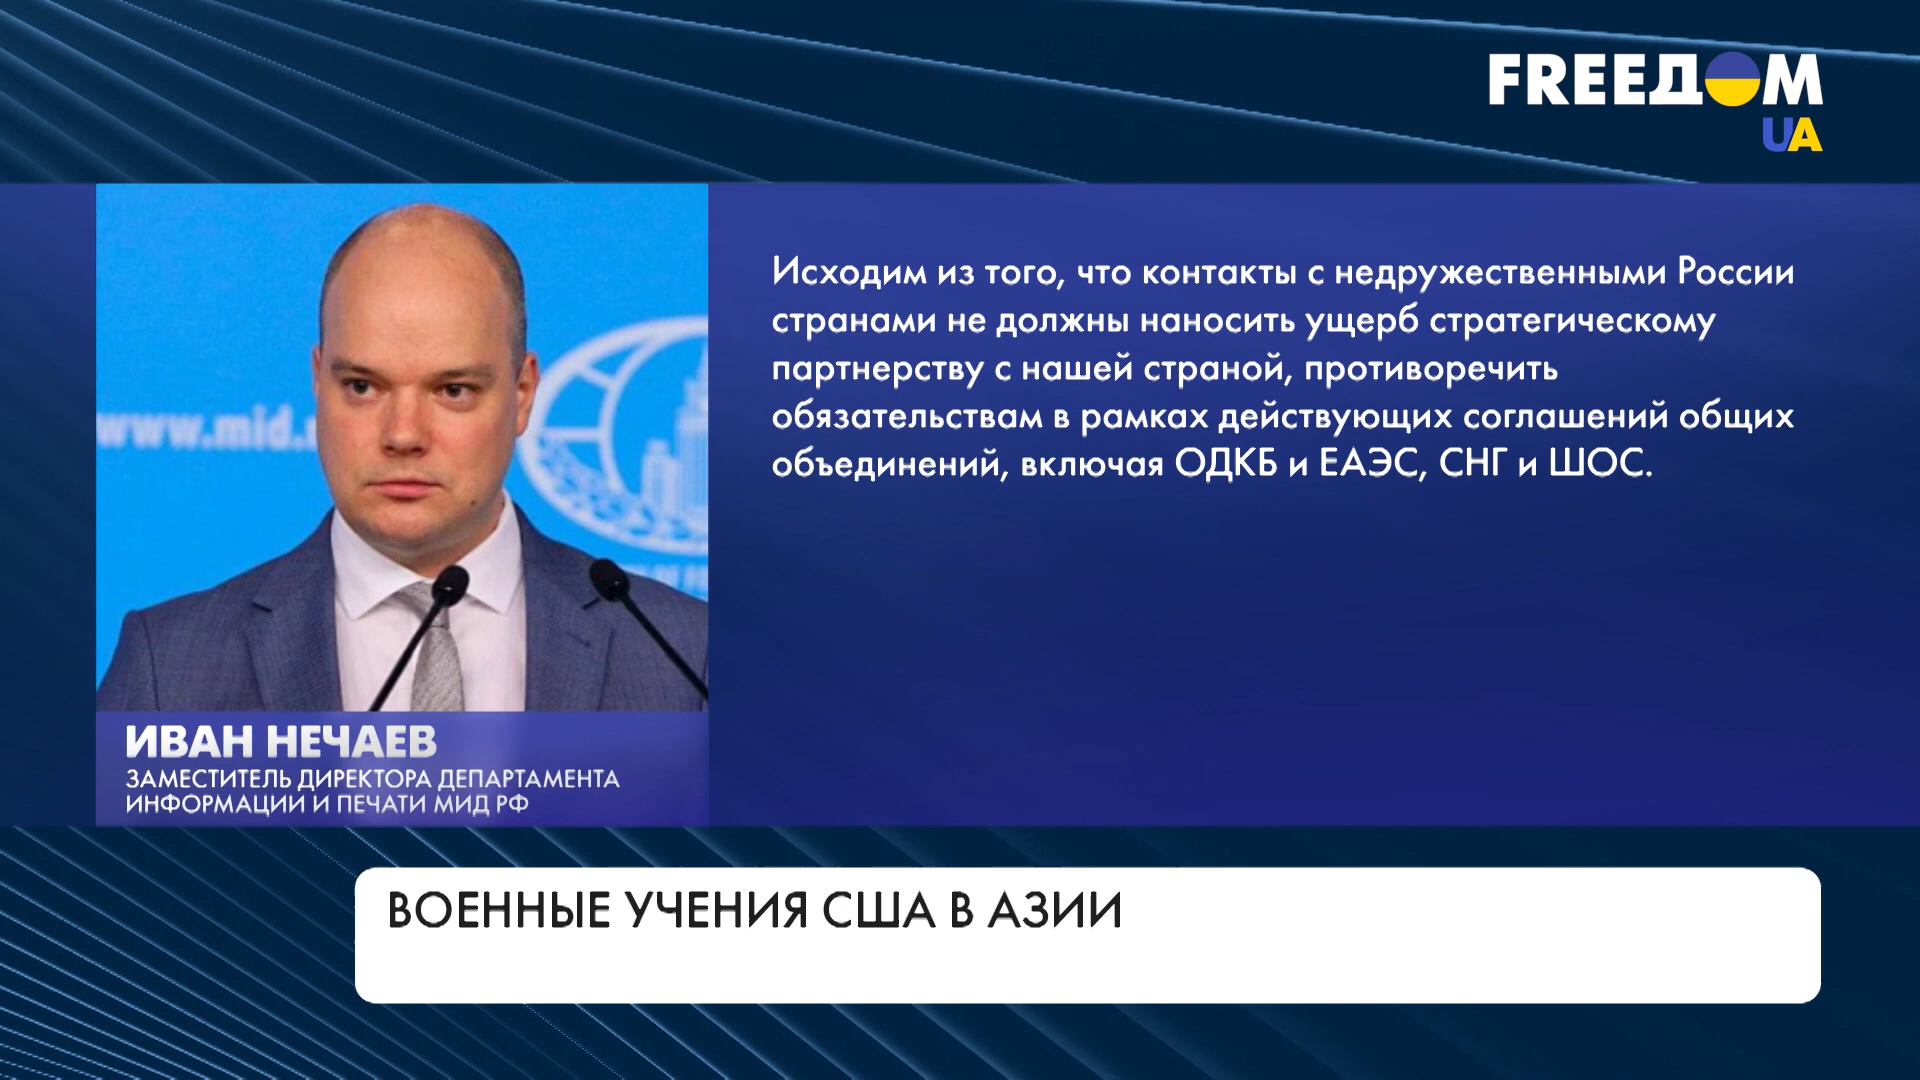 FREEДOM
UA
Исходим из того, что контакты с недружественными России
странами не должны наносить ущерб стратегическому
партнерству с нашей страной, противоречить
обязательствам в рамках действующих соглашений общих
объединений, включая ОДКБ и ЕАЭС, СНГ и ШОС.
www.mid.
ИВАН НЕЧАЕВ
ЗАМЕСТИТЕЛЬ ДИРЕКТОРА ДЕПАРТАМЕНТА
ИНФОРМАЦИИ И ПЕЧАТИ МИД РФ
ВОЕННЫЕ УЧЕНИЯ США В АЗИИ